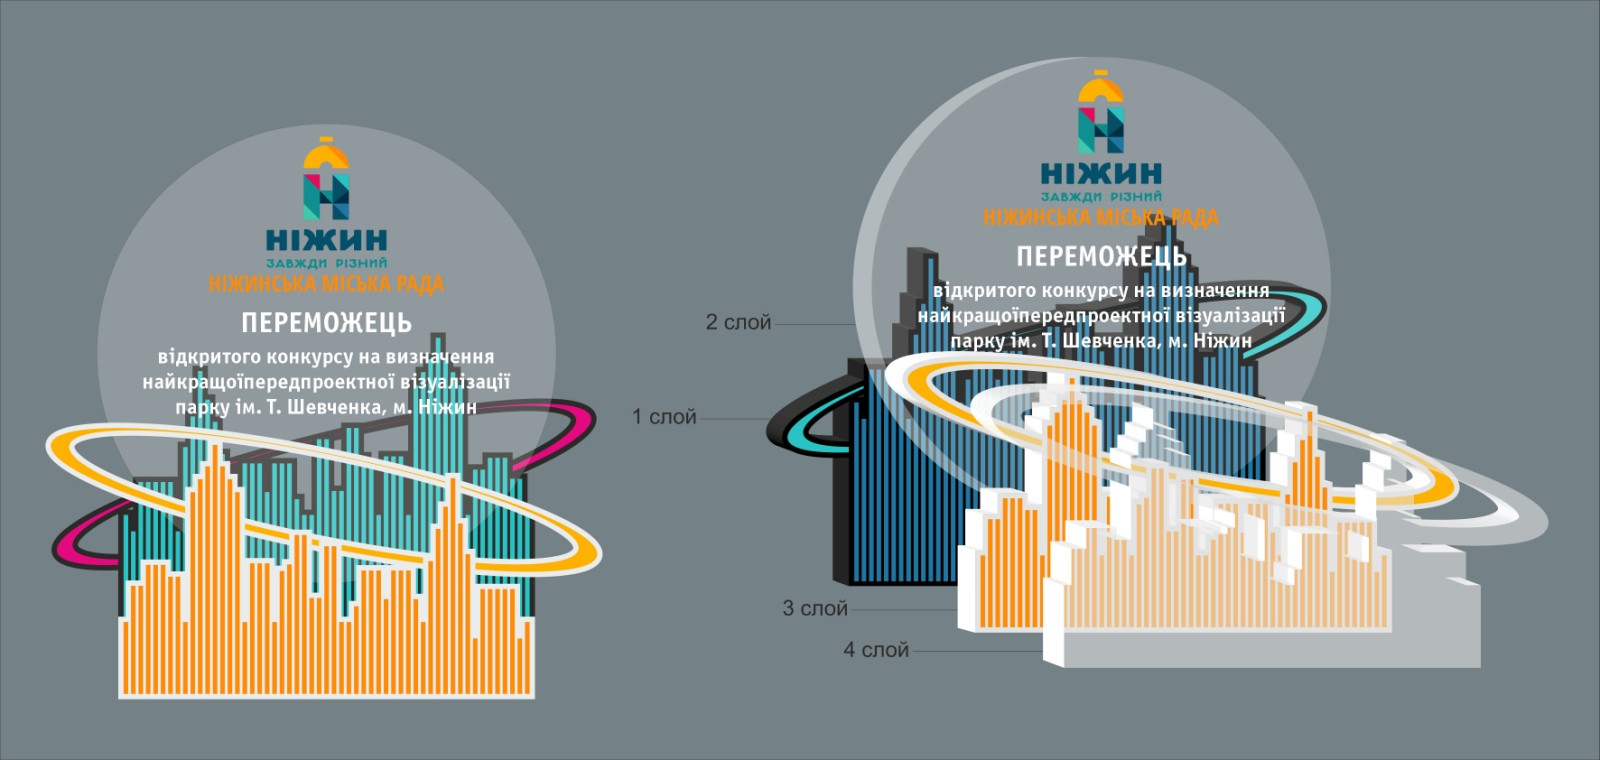 НІЖИН
ЗАВЖДИ РІЗНИЙ
НІЖИНСЬКА МІСЬКА РАДА
ПЕРЕМОЖЕЦЬ
відкритого конкурсу на визначення
найкращоїпередпроектної візуалізації
парку ім. Т. Шевченка, м. Ніжин
НІЖИН
ЗАВЖДИ РІЗНИЙ
НІЖИНСЬКА МІСЬКА РАДА
ПЕРЕМОЖЕЦЬ
відкритого конкурсу на визначення
найкращоїпередпроектної візуалізації
парку ім. Т. Шевченка, м. Ніжин
2 слой
1 слой
3 слой
4 слой